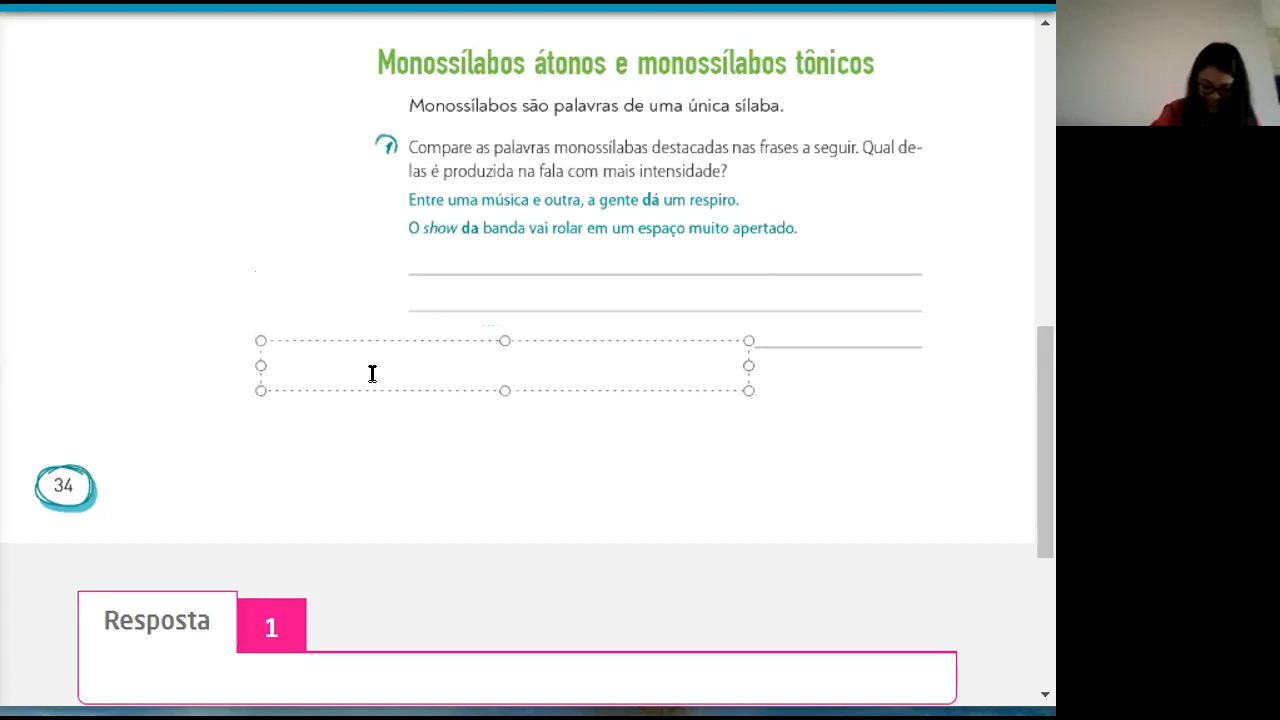 Monossílabos átonos e monossílabos tônicos
Monossílabos são palavras de uma única sílaba.
1 Compare as palavras monossílabas destacadas nas frases a seguir. Qual de-
las é produzida na fala com mais intensidade?
Entre uma música e outra, a gente dá um respiro.
O show da banda vai rolar em um espaço muito apertado.
34
Resposta 1